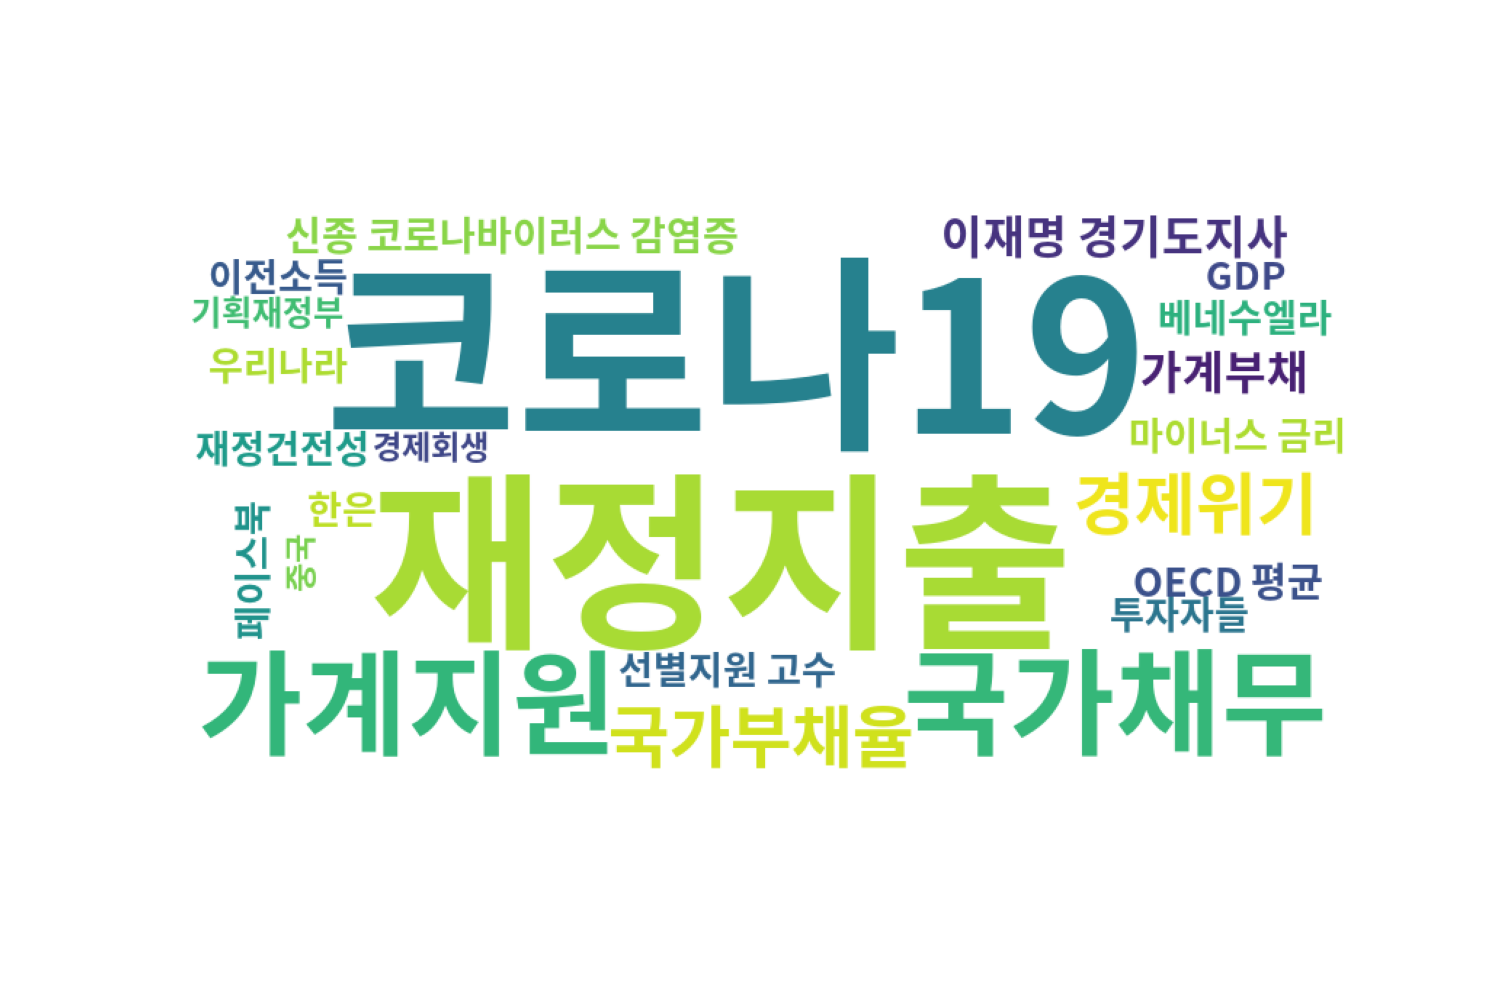 신종 코로나바이러스 감염증
이재명 경기도지사
이전소득
GDP
기획재정부
코로나19
베네수엘라
우리나라
가계부채
재정건전성
경제회생
마이너스 금리
한은
재정지출
경제위기
페이스북
중국
OECD 평균
투자자들
가계지원
선별지원 고수
국가채무
국가부채율